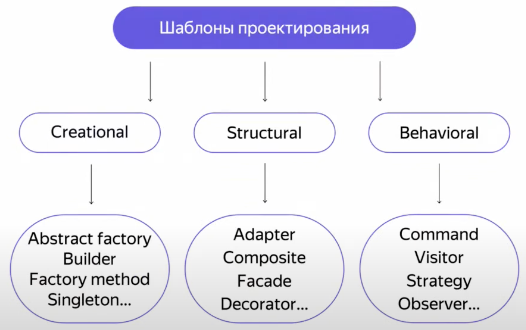 Шаблоны проектирования
Creational
Structural
Behavioral
Abstract factory
Builder
Factory method
Singleton...
Adapter
Composite
Facade
Decorator...
Command
Visitor
Strategy
Observer...